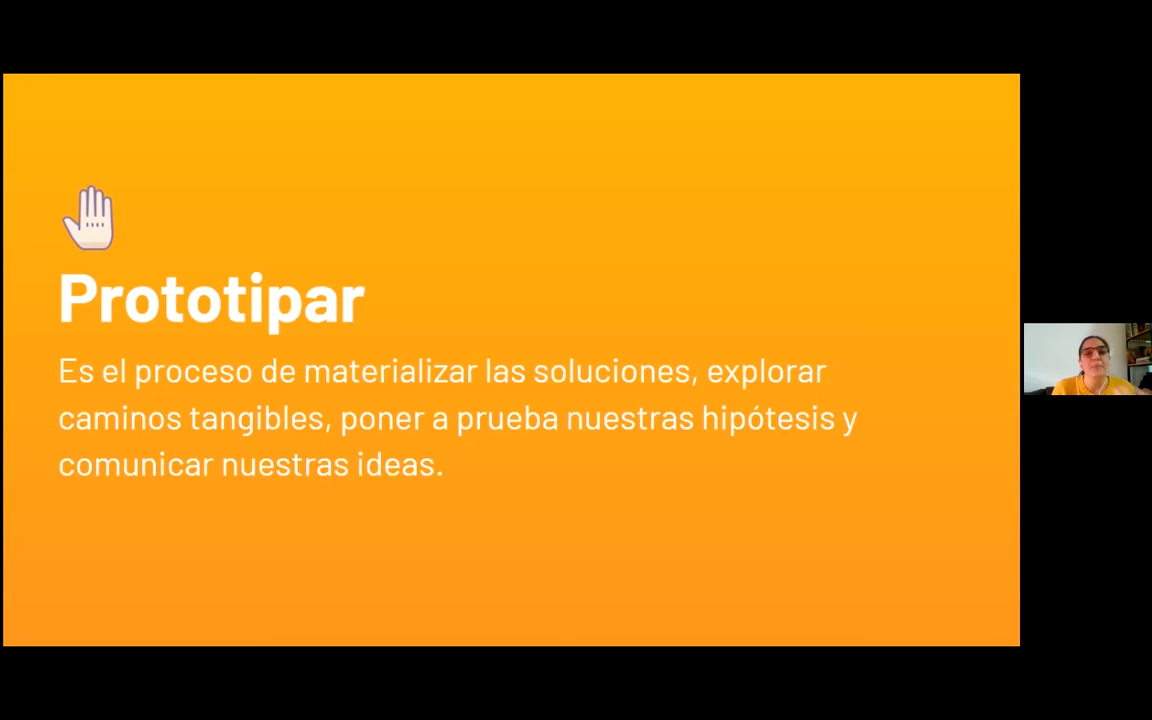 Prototipar
Es el proceso de materializar las soluciones, explorar
caminos tangibles, poner a prueba nuestras hipótesis y
comunicar nuestras ideas.